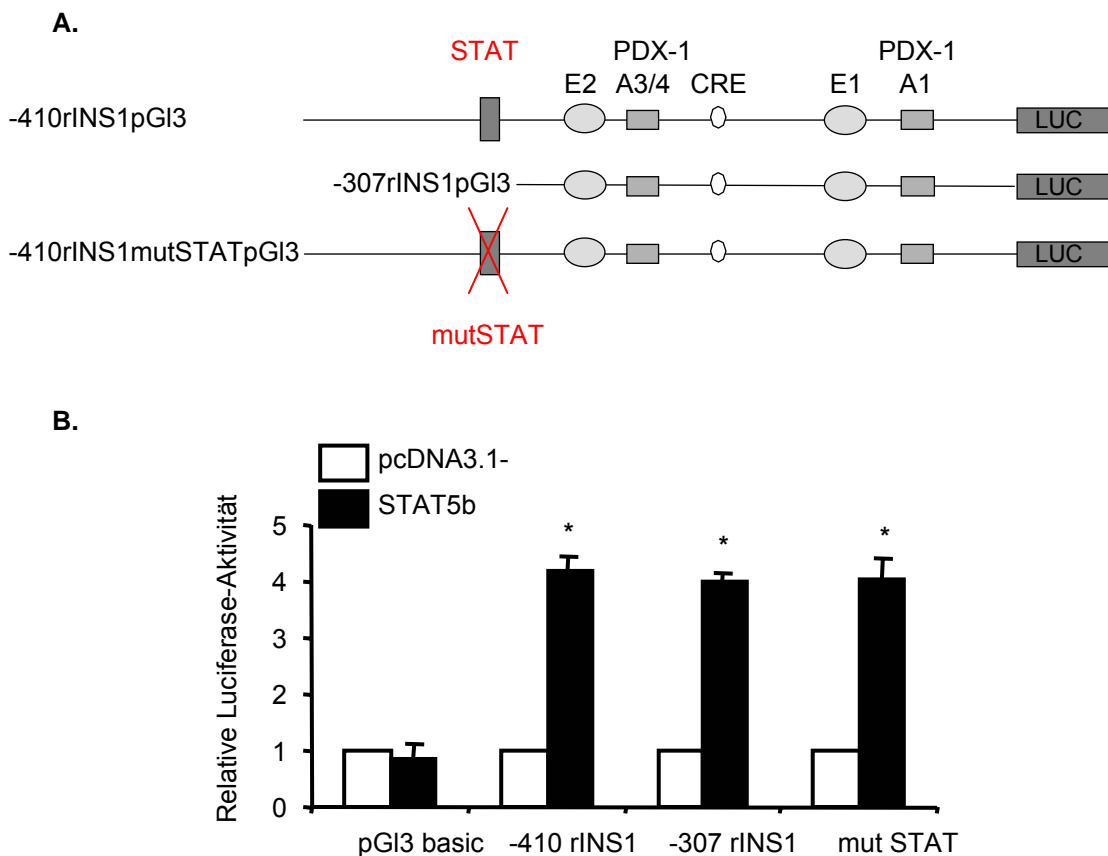 A.
STAT PDX-1 PDX-1
E2 A3/4 CRE E1 A1
-410rINS1pGl3 LUC
-307rINS1pGl3 LUC
-410rINS1mutSTATpGl3 LUC
mutSTAT
B.
pcDNA3.1-
STAT5b
Relative Luciferase-Aktivität
5
* * *
4
3
2
1
0
pGl3 basic -410 rINS1 -307 rINS1 mut STAT